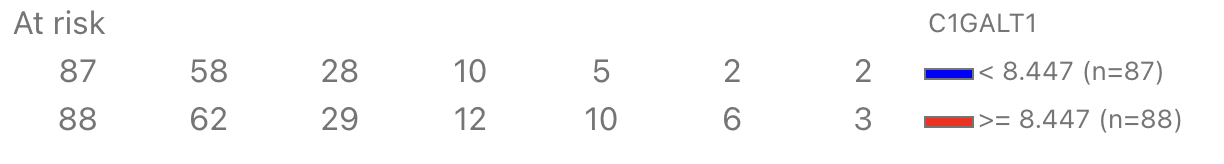 At risk C1GALT1
87 58 28 10 5 2 2 < 8.447 (n=87)
88 62 29 12 10 6 3 >= 8.447 (n=88)